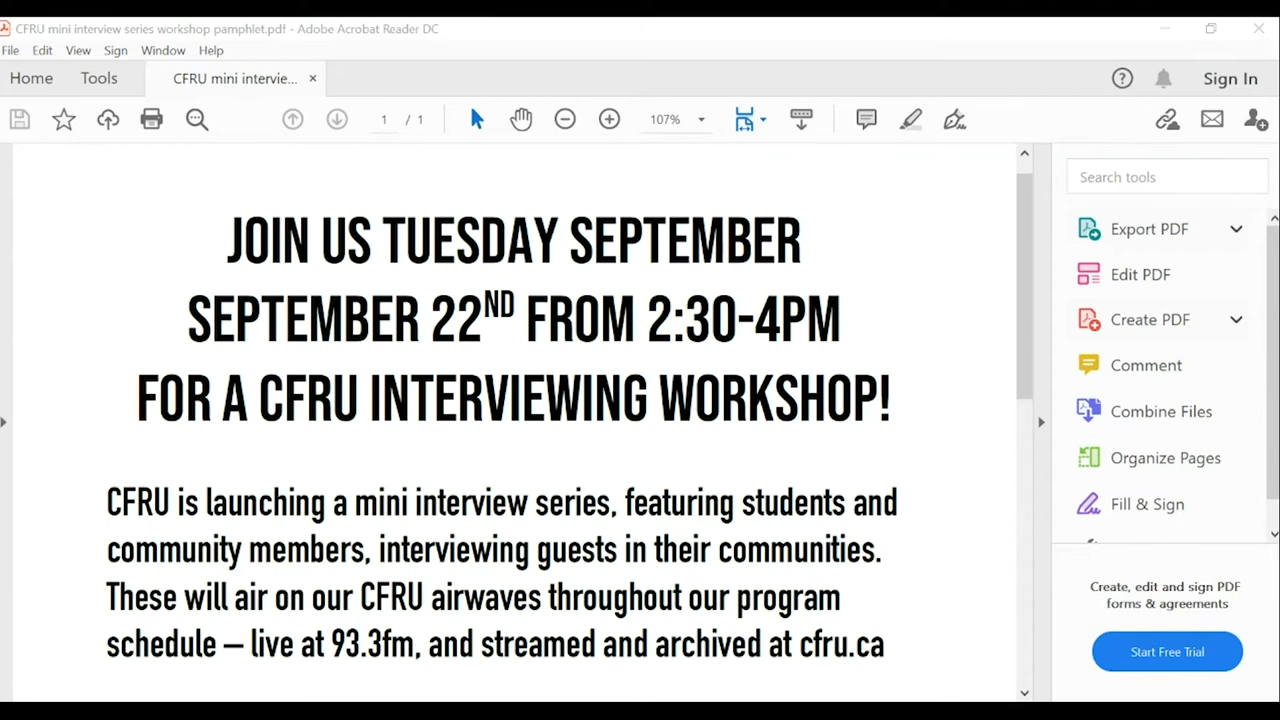 CFRU mini interview series workshop pamphlet.pdf - Adobe Acrobat Reader DC
File Edit View Sign Window Help
Home Tools CFRU mini intervie... × Sign In
1 / 1 107%
Search tools
JOIN US TUESDAY SEPTEMBER
SEPTEMBER 22ND FROM 2:30-4PM
FOR A CFRU INTERVIEWING WORKSHOP!
CFRU is launching a mini interview series, featuring students and
community members, interviewing guests in their communities.
These will air on our CFRU airwaves throughout our program
schedule – live at 93.3fm, and streamed and archived at cfru.ca
Export PDF
Edit PDF
Create PDF
Comment
Combine Files
Organize Pages
Fill & Sign
Create, edit and sign PDF
forms & agreements
Start Free Trial